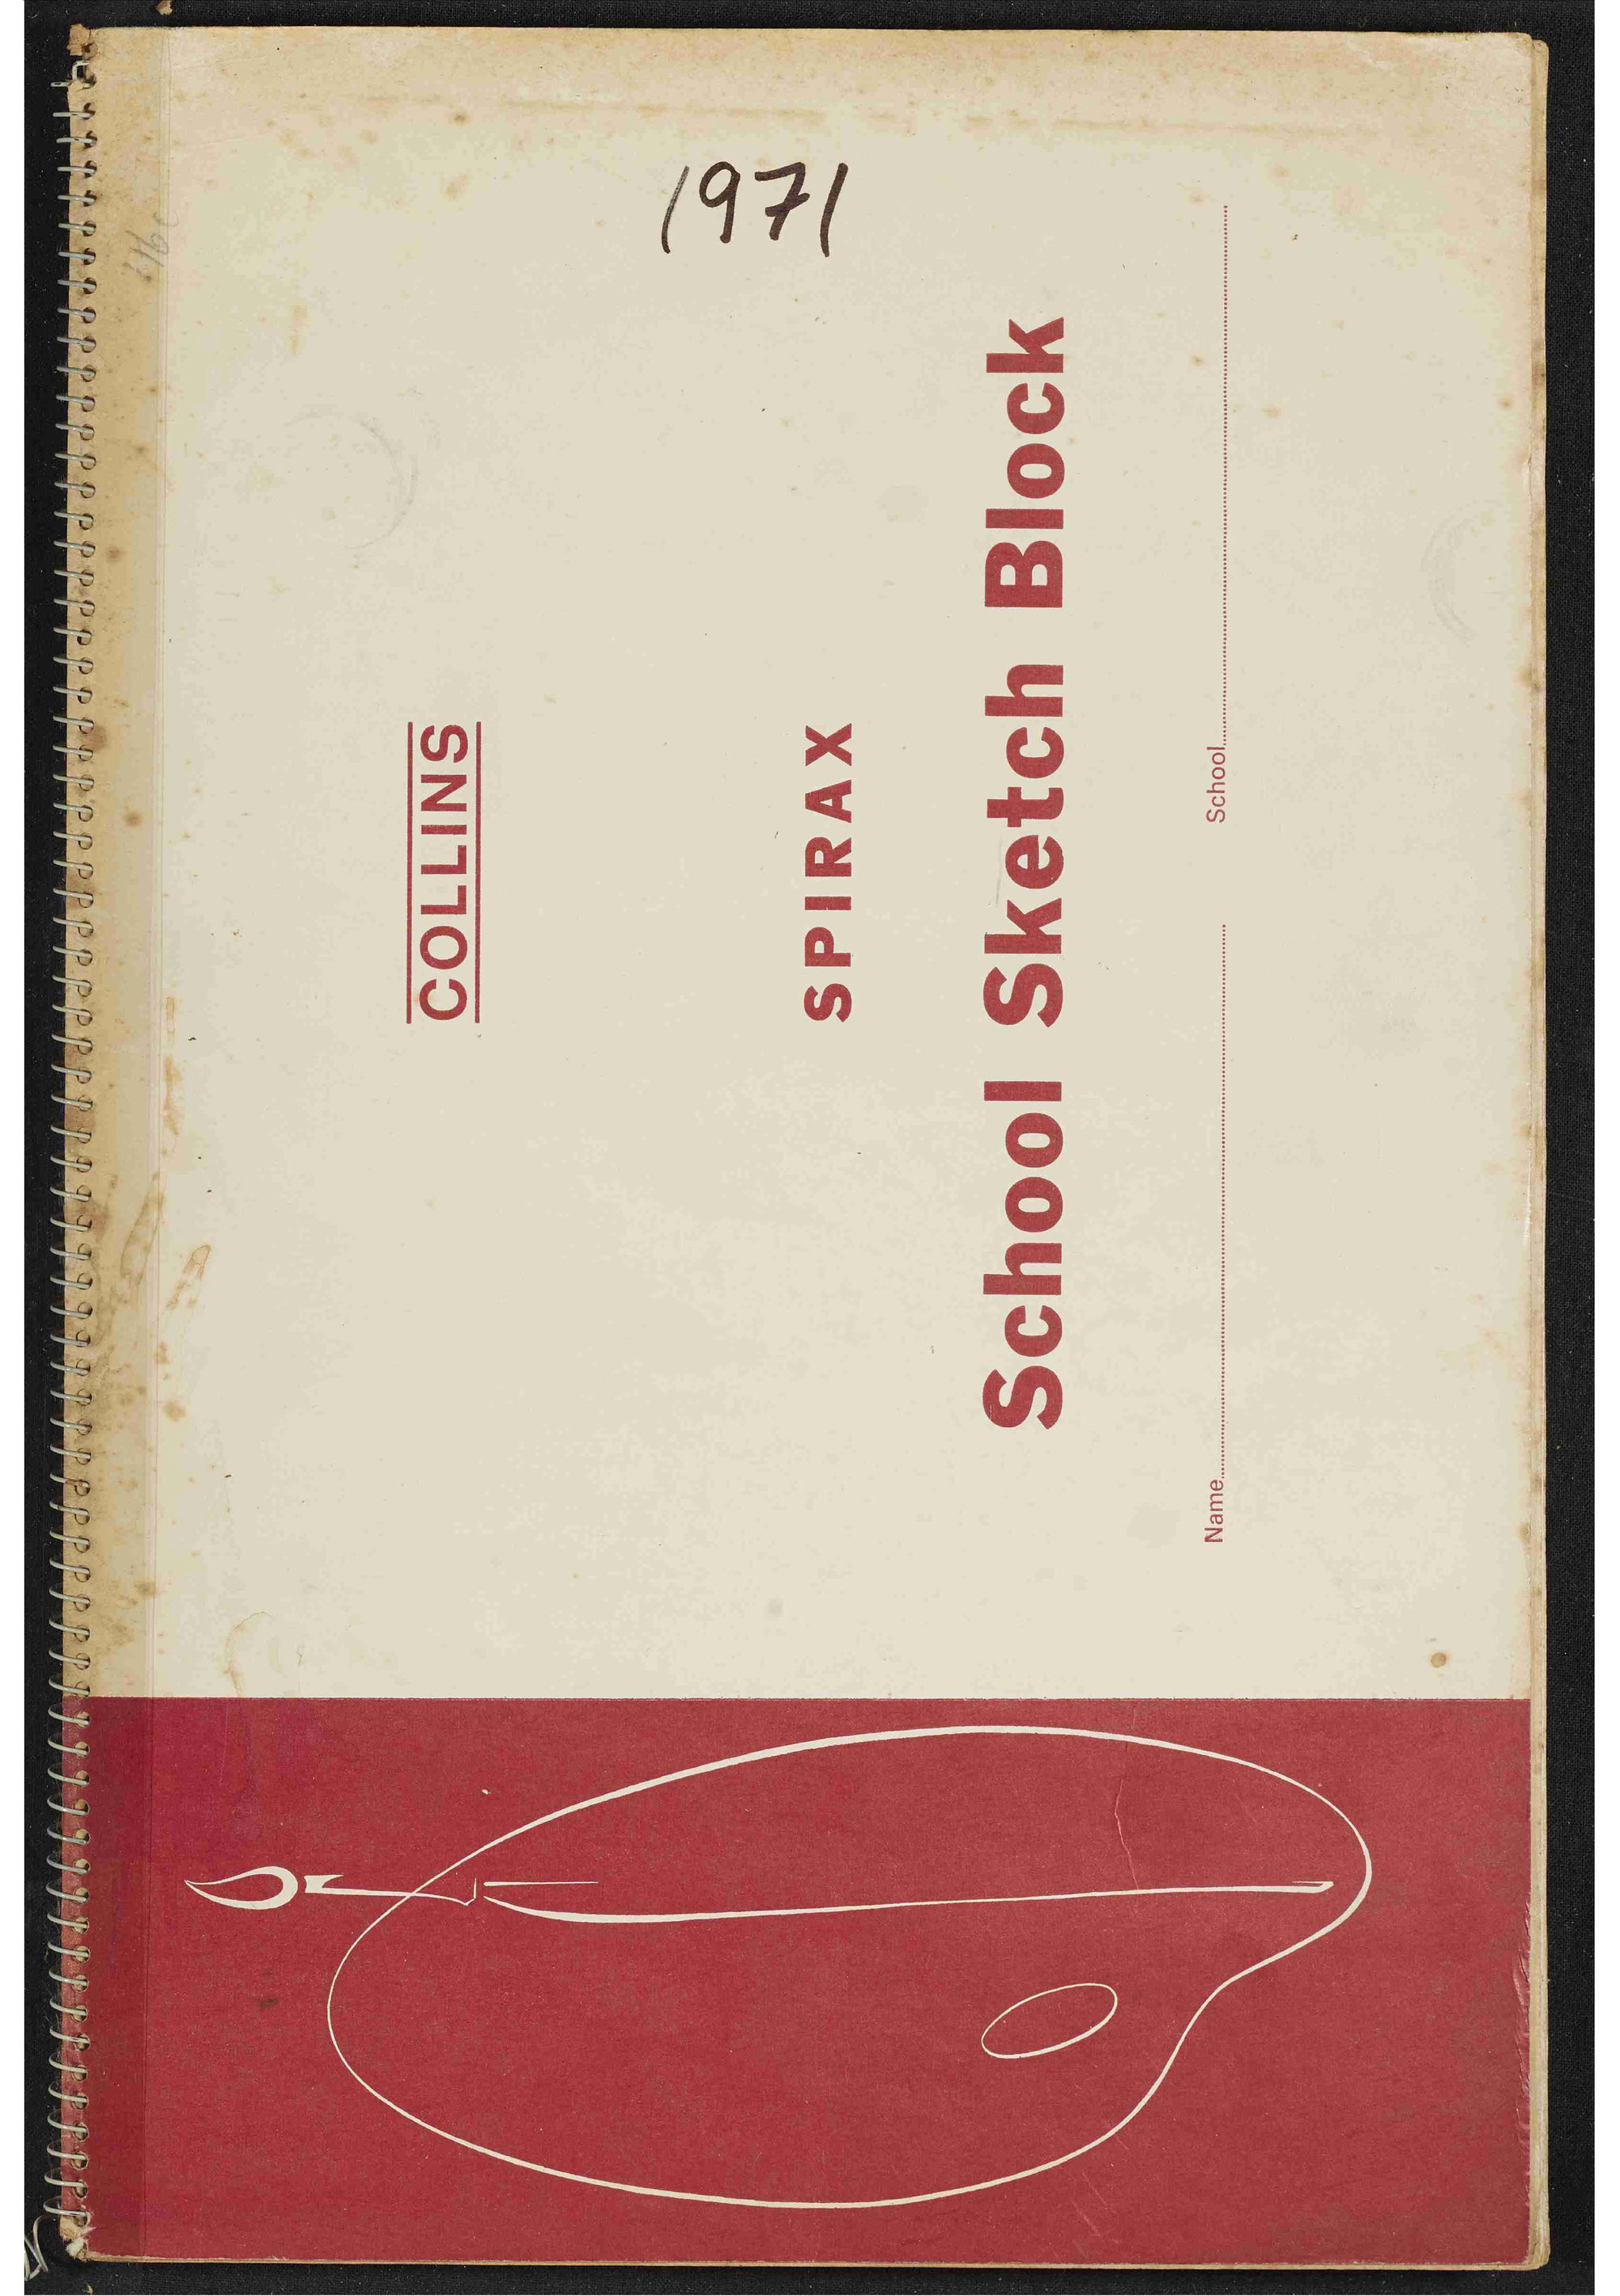 1971
COLLINS
SPIRAX
School Sketch Block
Name
School